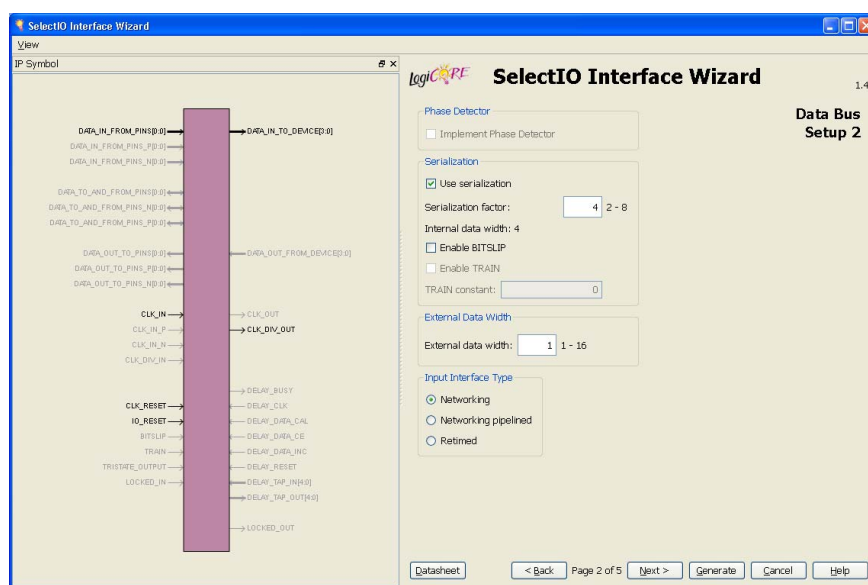 SelectIO Interface Wizard
View
IP Symbol
LogiCORE
SelectIO Interface Wizard
1.4
Data Bus
Setup 2
DATA_IN_FROM_PINS[0:0]
DATA_IN_TO_DEVICE[3:0]
DATA_IN_FROM_PINS_P[0:0]
DATA_IN_FROM_PINS_N[0:0]
DATA_TO_AND_FROM_PINS[0:0]
DATA_TO_AND_FROM_PINS_N[0:0]
DATA_TO_AND_FROM_PINS_P[0:0]
DATA_OUT_TO_PINS[0:0]
DATA_OUT_FROM_DEVICE[3:0]
DATA_OUT_TO_PINS_P[0:0]
DATA_OUT_TO_PINS_N[0:0]
CLK_IN
CLK_OUT
CLK_IN_P
CLK_DIV_OUT
CLK_IN_N
CLK_DIV_IN
DELAY_BUSY
CLK_RESET
DELAY_CLK
IO_RESET
DELAY_DATA_CAL
BITSLIP
DELAY_DATA_CE
TRAIN
DELAY_DATA_INC
TRISTATE_OUTPUT
DELAY_RESET
LOCKED_IN
DELAY_TAP_IN[4:0]
DELAY_TAP_OUT[4:0]
LOCKED_OUT
Phase Detector
Implement Phase Detector
Serialization
Use serialization
Serialization factor: 4 2 - 8
Internal data width: 4
Enable BITSLIP
Enable TRAIN
TRAIN constant: 0
External Data Width
External data width: 1 1 - 16
Input Interface Type
Networking
Networking pipelined
Retimed
Datasheet < Back Page 2 of 5 Next > Generate Cancel Help